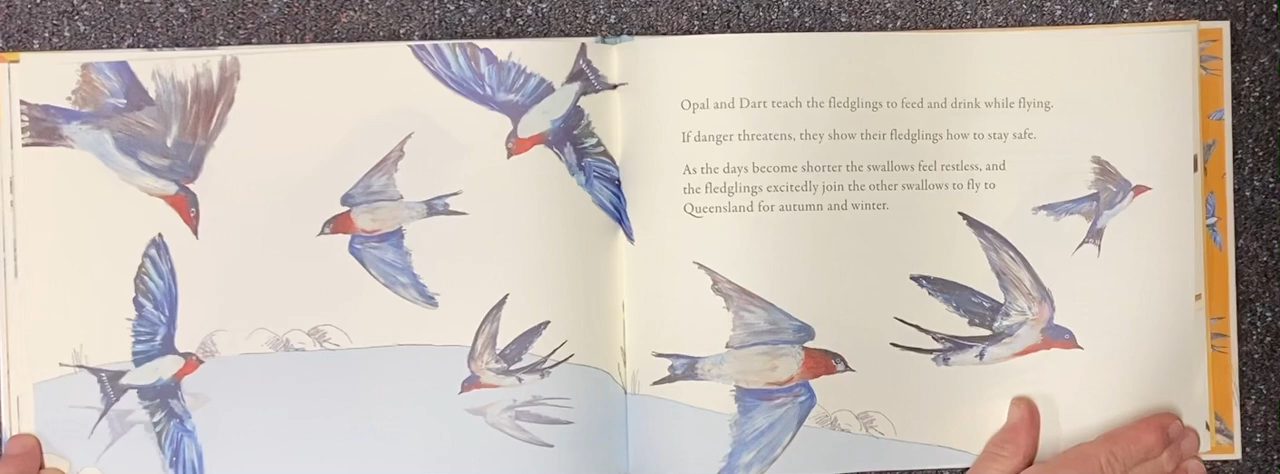 Opal and Dart teach the fledglings to feed and drink while flying.
If danger threatens, they show their fledglings how to stay safe.
As the days become shorter the swallows feel restless, and
the fledglings excitedly join the other swallows to fly to
Queensland for autumn and winter.